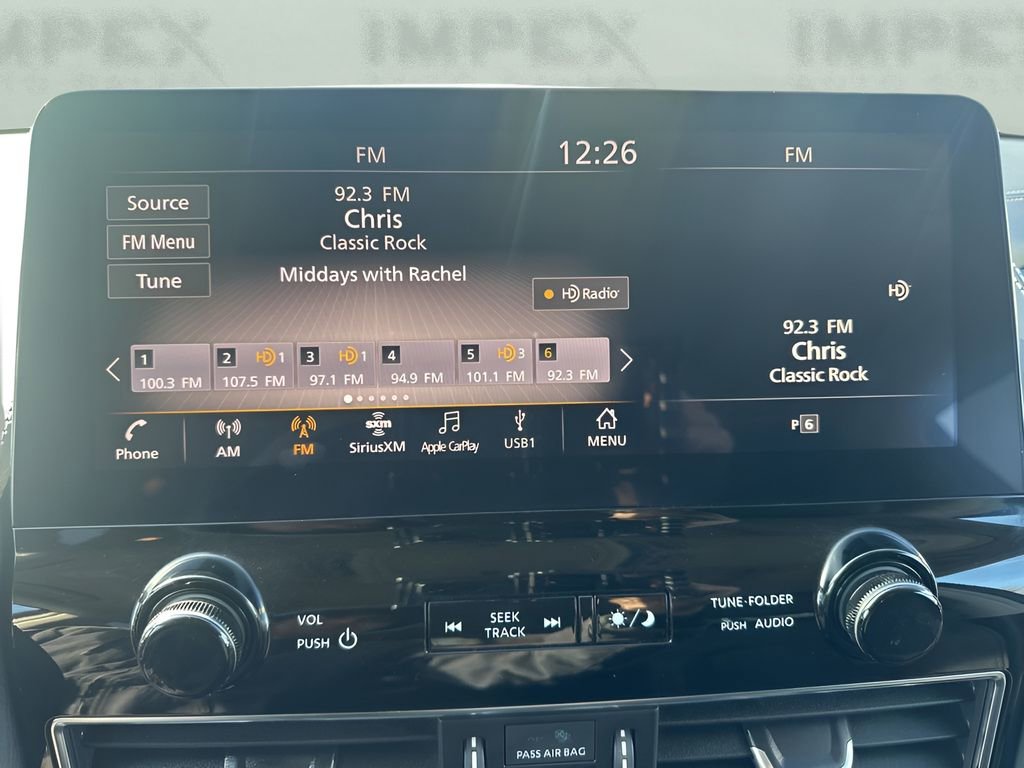 IMPEX IMPEX IMPEX
FM 12:26 FM
Source
FM Menu
Tune
92.3 FM
Chris
Classic Rock
Middays with Rachel
HD Radio
1 100.3 FM
2 HD 1 107.5 FM
3 HD 1 97.1 FM
4 94.9 FM
5 HD 3 101.1 FM
6 92.3 FM
HD
92.3 FM
Chris
Classic Rock
P 6
Phone
AM
FM
sxm
SiriusXM
Apple CarPlay
USB1
MENU
VOL
PUSH
SEEK
TRACK
TUNE·FOLDER
PUSH AUDIO
PASS AIR BAG